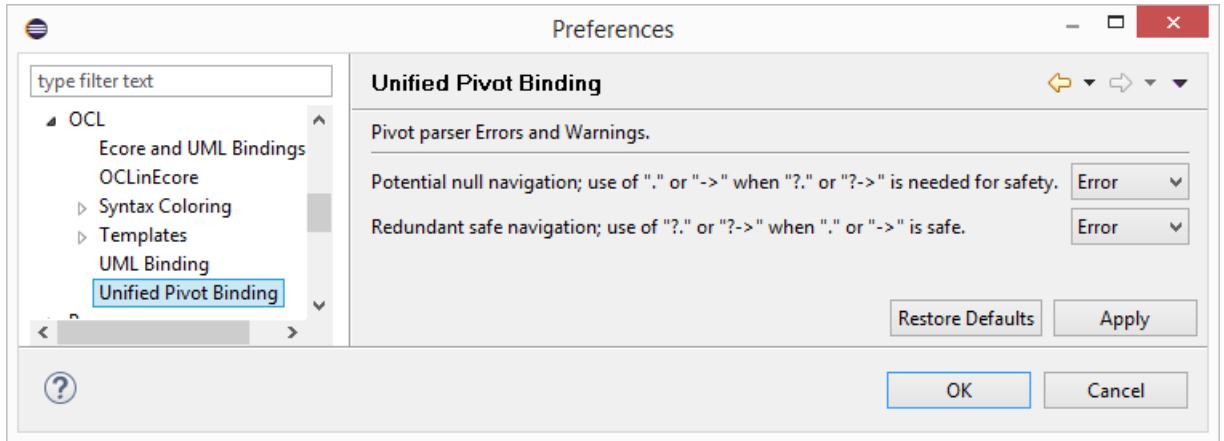 Preferences
type filter text
OCL
Ecore and UML Bindings
OCLinEcore
Syntax Coloring
Templates
UML Binding
Unified Pivot Binding
Unified Pivot Binding
Pivot parser Errors and Warnings.
Potential null navigation; use of "." or "->" when "?." or "?->" is needed for safety. Error
Redundant safe navigation; use of "?." or "?->" when "." or "->" is safe. Error
Restore Defaults Apply
OK Cancel